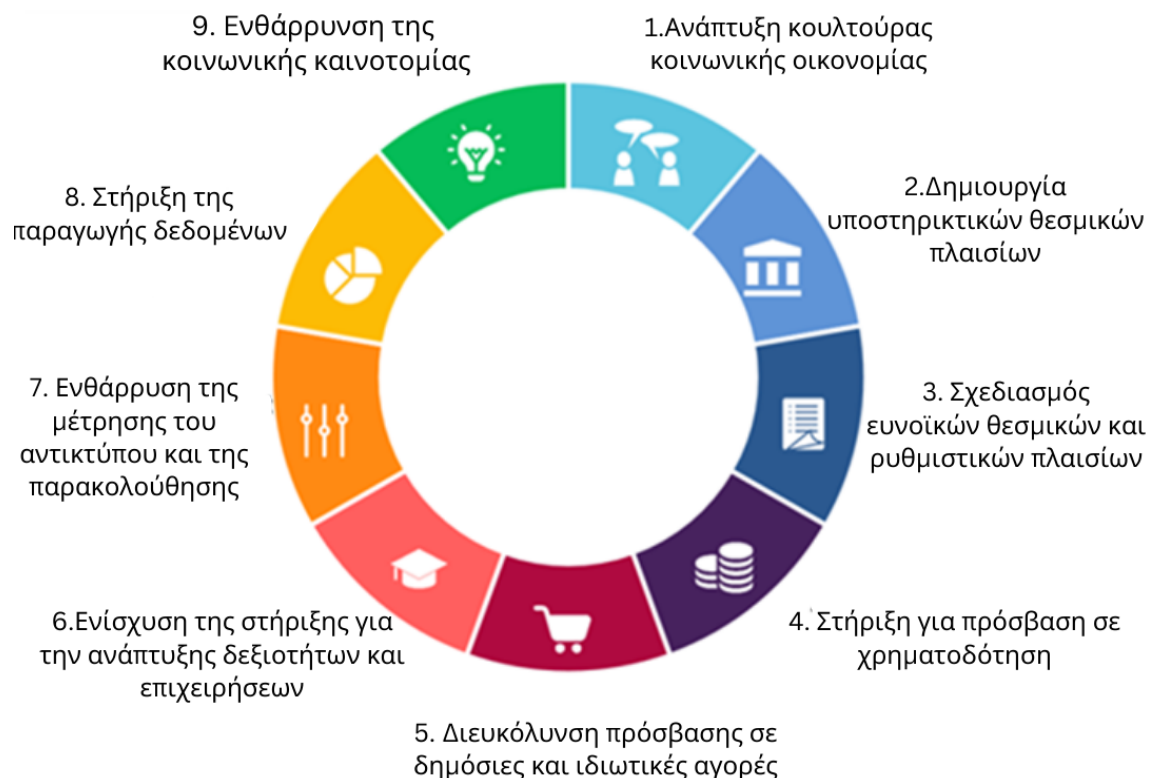 1.Ανάπτυξη κουλτούρας
κοινωνικής οικονομίας
2.Δημιουργία
υποστηρικτικών θεσμικών
πλαισίων
3. Σχεδιασμός
ευνοϊκών θεσμικών και
ρυθμιστικών πλαισίων
4. Στήριξη για πρόσβαση σε
χρηματοδότηση
5. Διευκόλυνση πρόσβασης σε
δημόσιες και ιδιωτικές αγορές
6.Ενίσχυση της στήριξης για
την ανάπτυξης δεξιοτήτων και
επιχειρήσεων
7. Ενθάρρυση της
μέτρησης του
αντικτύπου και της
παρακολούθησης
8. Στήριξη της
παραγωγής δεδομένων
9. Ενθάρρυνση της
κοινωνικής καινοτομίας